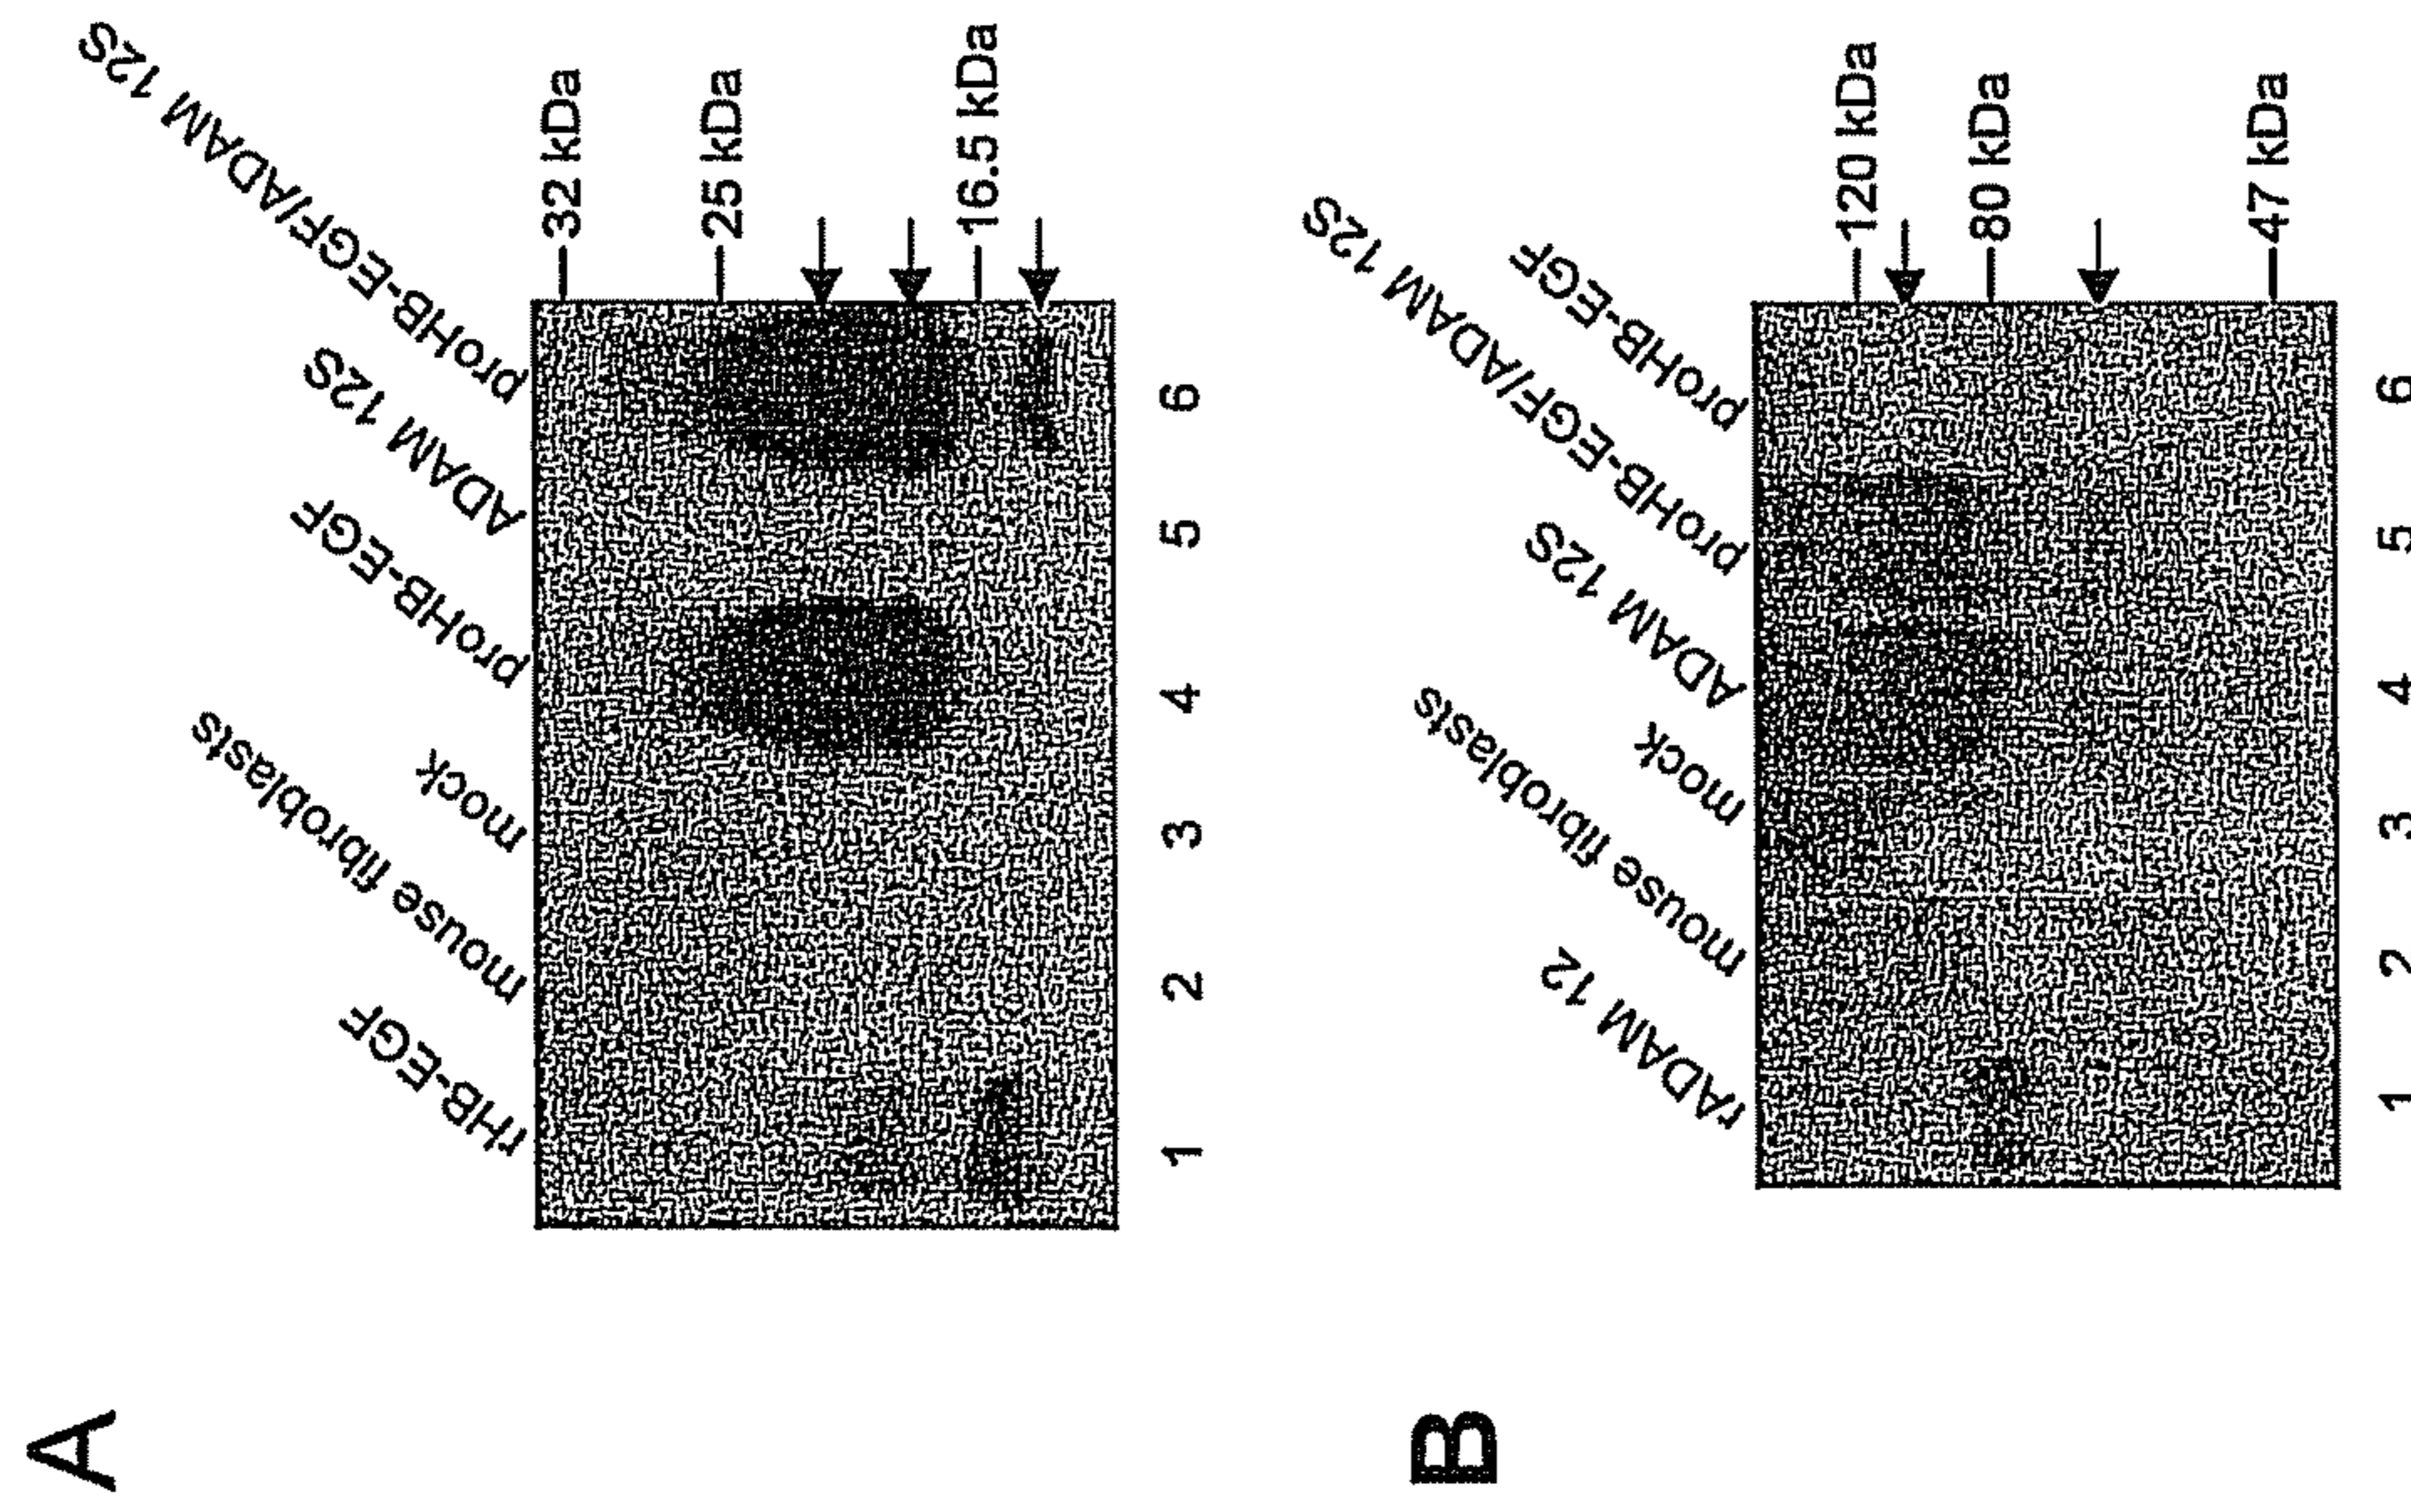 A
rHB-EGF
mouse fibroblasts
mock
proHB-EGF
ADAM 12S
proHB-EGF/ADAM 12S
32 kDa
25 kDa
16.5 kDa
1 2 3 4 5 6
B
rADAM 12
mouse fibroblasts
mock
ADAM 12S
proHB-EGF/ADAM 12S
proHB-EGF
120 kDa
80 kDa
47 kDa
1 2 3 4 5 6